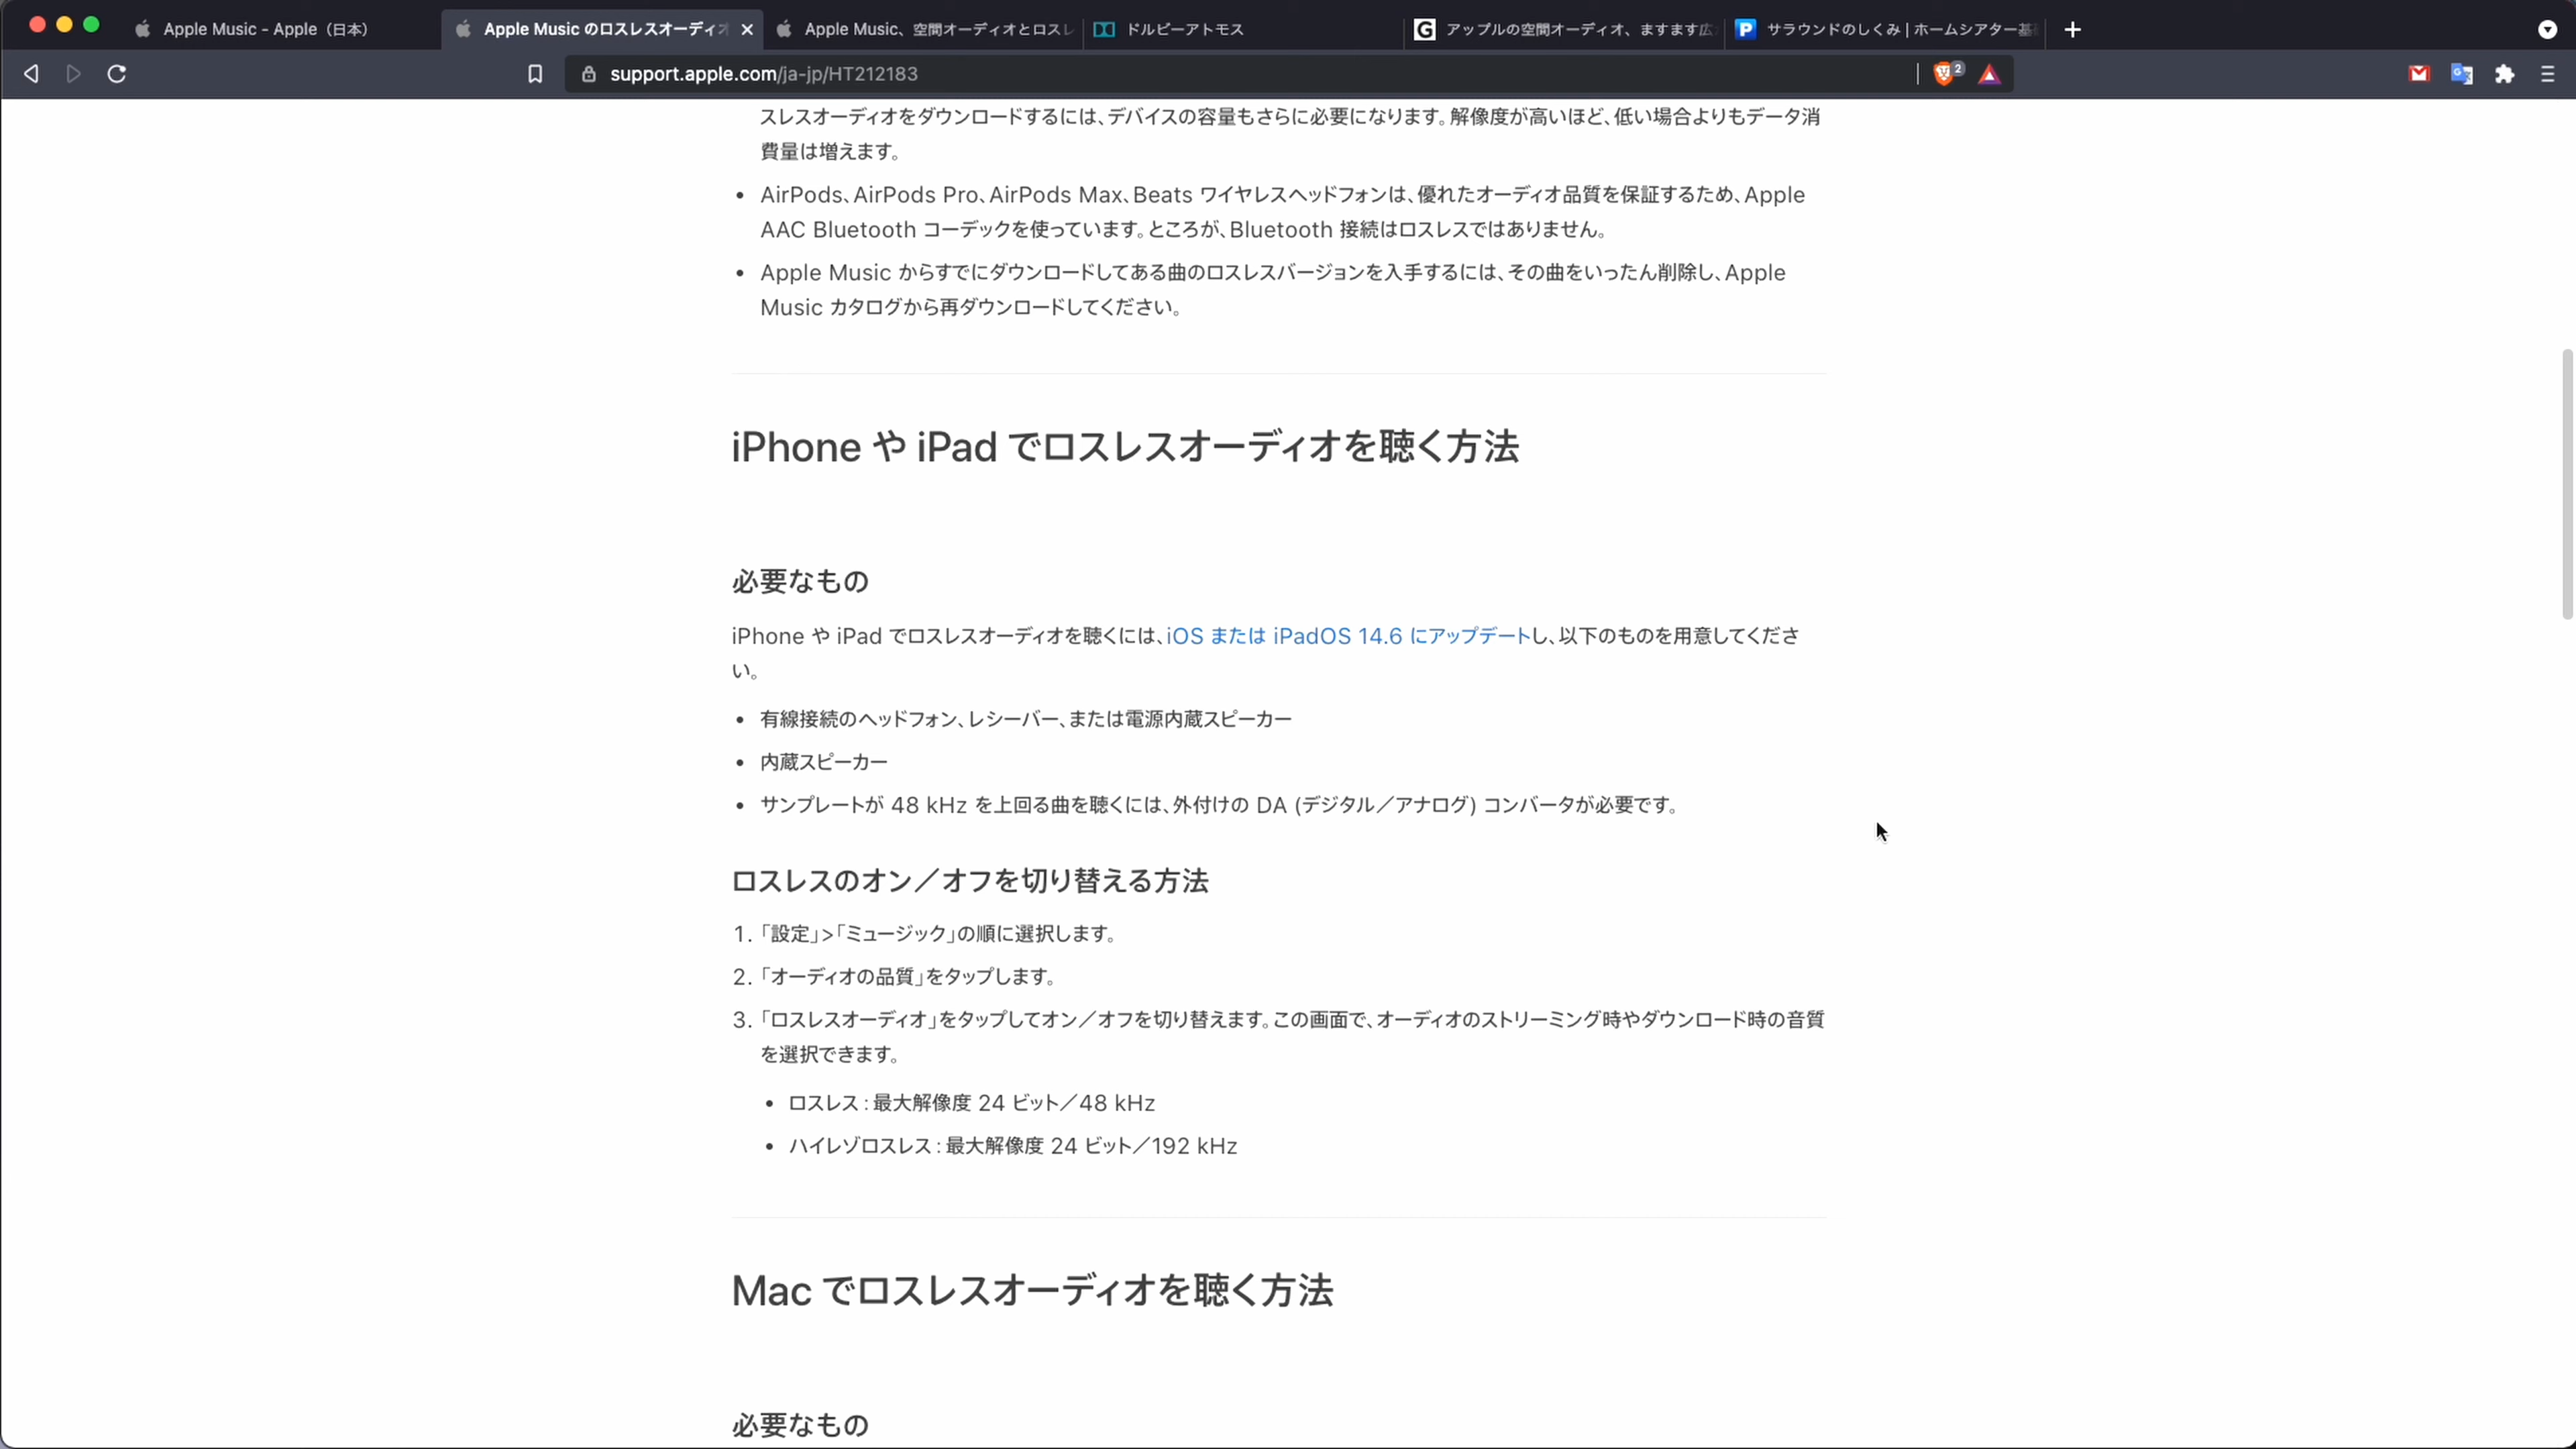 Apple Music - Apple（日本）
Apple Music のロスレスオーディオ
Apple Music、空間オーディオとロスレ
ドルビーアトモス
アップルの空間オーディオ、ますます広
サラウンドのしくみ | ホームシアター基
support.apple.com/ja-jp/HT212183
2
スレスオーディオをダウンロードするには、デバイスの容量もさらに必要になります。解像度が高いほど、低い場合よりもデータ消
費量は増えます。
• AirPods、AirPods Pro、AirPods Max、Beats ワイヤレスヘッドフォンは、優れたオーディオ品質を保証するため、Apple
AAC Bluetooth コーデックを使っています。ところが、Bluetooth 接続はロスレスではありません。
• Apple Music からすでにダウンロードしてある曲のロスレスバージョンを入手するには、その曲をいったん削除し、Apple
Music カタログから再ダウンロードしてください。
iPhone や iPad でロスレスオーディオを聴く方法
必要なもの
iPhone や iPad でロスレスオーディオを聴くには、iOS または iPadOS 14.6 にアップデートし、以下のものを用意してくださ
い。
• 有線接続のヘッドフォン、レシーバー、または電源内蔵スピーカー
• 内蔵スピーカー
• サンプレートが 48 kHz を上回る曲を聴くには、外付けの DA (デジタル／アナログ) コンバータが必要です。
ロスレスのオン／オフを切り替える方法
1. 「設定」>「ミュージック」の順に選択します。
2. 「オーディオの品質」をタップします。
3. 「ロスレスオーディオ」をタップしてオン／オフを切り替えます。この画面で、オーディオのストリーミング時やダウンロード時の音質
を選択できます。
• ロスレス：最大解像度 24 ビット／48 kHz
• ハイレゾロスレス：最大解像度 24 ビット／192 kHz
Mac でロスレスオーディオを聴く方法
必要なもの